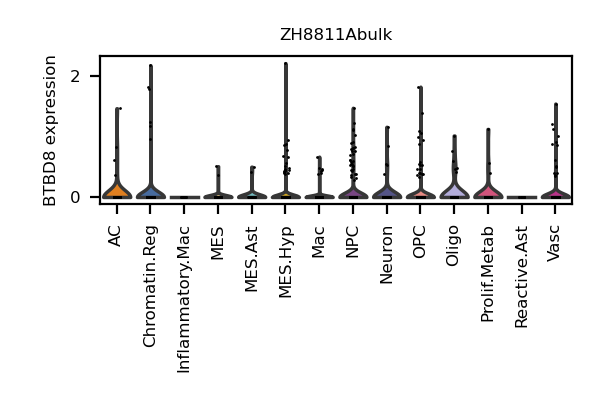 ZH8811Abulk
BTBD8 expression
2
0
AC
Chromatin.Reg
Inflammatory.Mac
MES
MES.Ast
MES.Hyp
Mac
NPC
Neuron
OPC
Oligo
Prolif.Metab
Reactive.Ast
Vasc